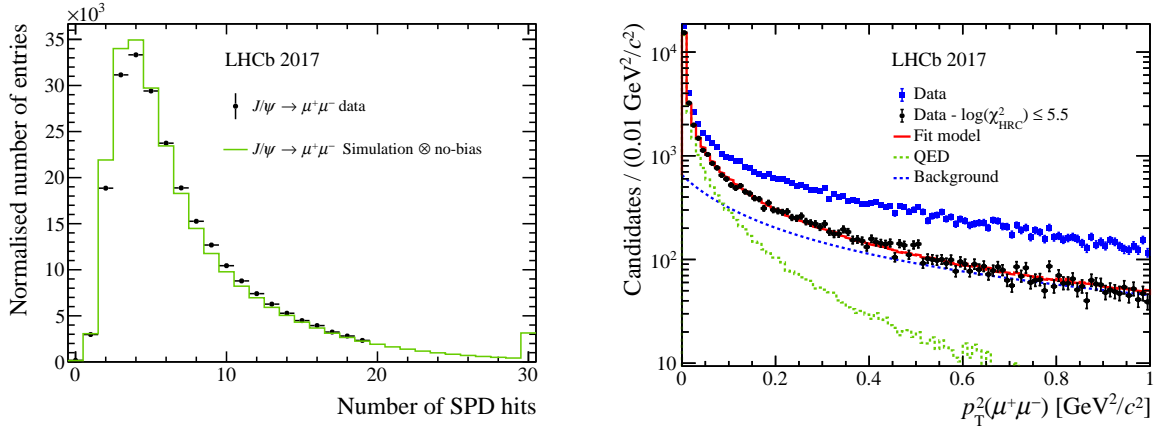 ×10³
35
30
25
20
15
10
5
0
0 10 20 30
Normalised number of entries
Number of SPD hits
LHCb 2017
J/ψ → μ⁺μ⁻ data
J/ψ → μ⁺μ⁻ Simulation ⊗ no-bias
10⁴
10³
10²
10
0 0.2 0.4 0.6 0.8 1
Candidates / (0.01 GeV²/c²)
p_T²(μ⁺μ⁻) [GeV²/c²]
LHCb 2017
Data
Data - log(χ²_HRC) ≤ 5.5
Fit model
QED
Background